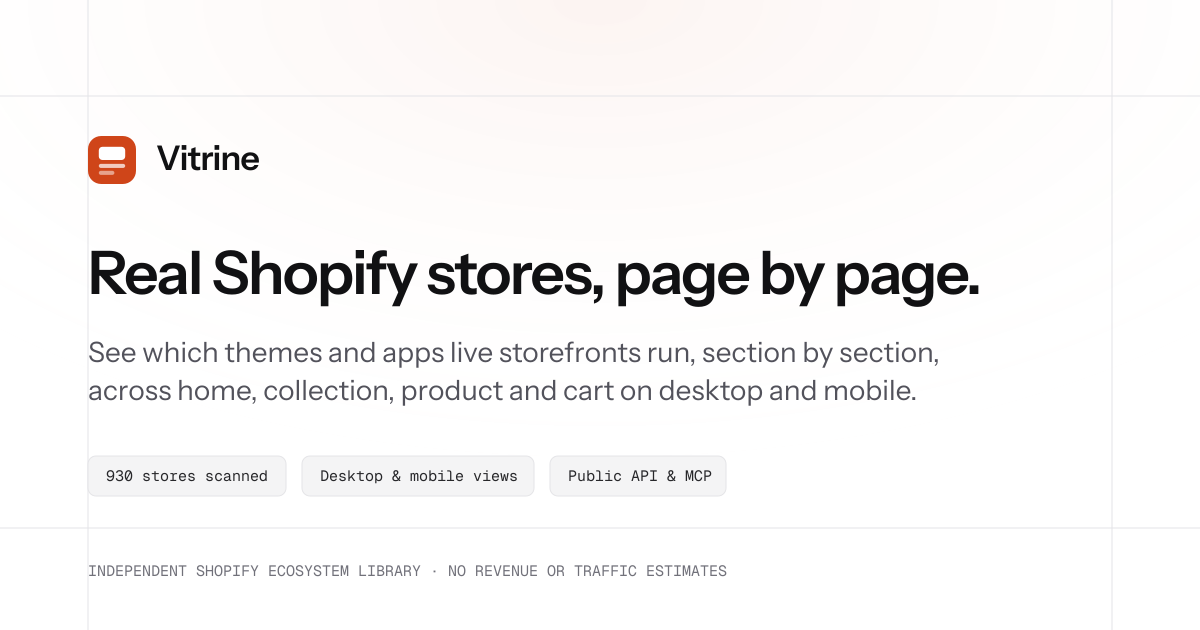 Vitrine
Real Shopify stores, page by page.
See which themes and apps live storefronts run, section by section,
across home, collection, product and cart on desktop and mobile.
930 stores scanned
Desktop & mobile views
Public API & MCP
INDEPENDENT SHOPIFY ECOSYSTEM LIBRARY · NO REVENUE OR TRAFFIC ESTIMATES